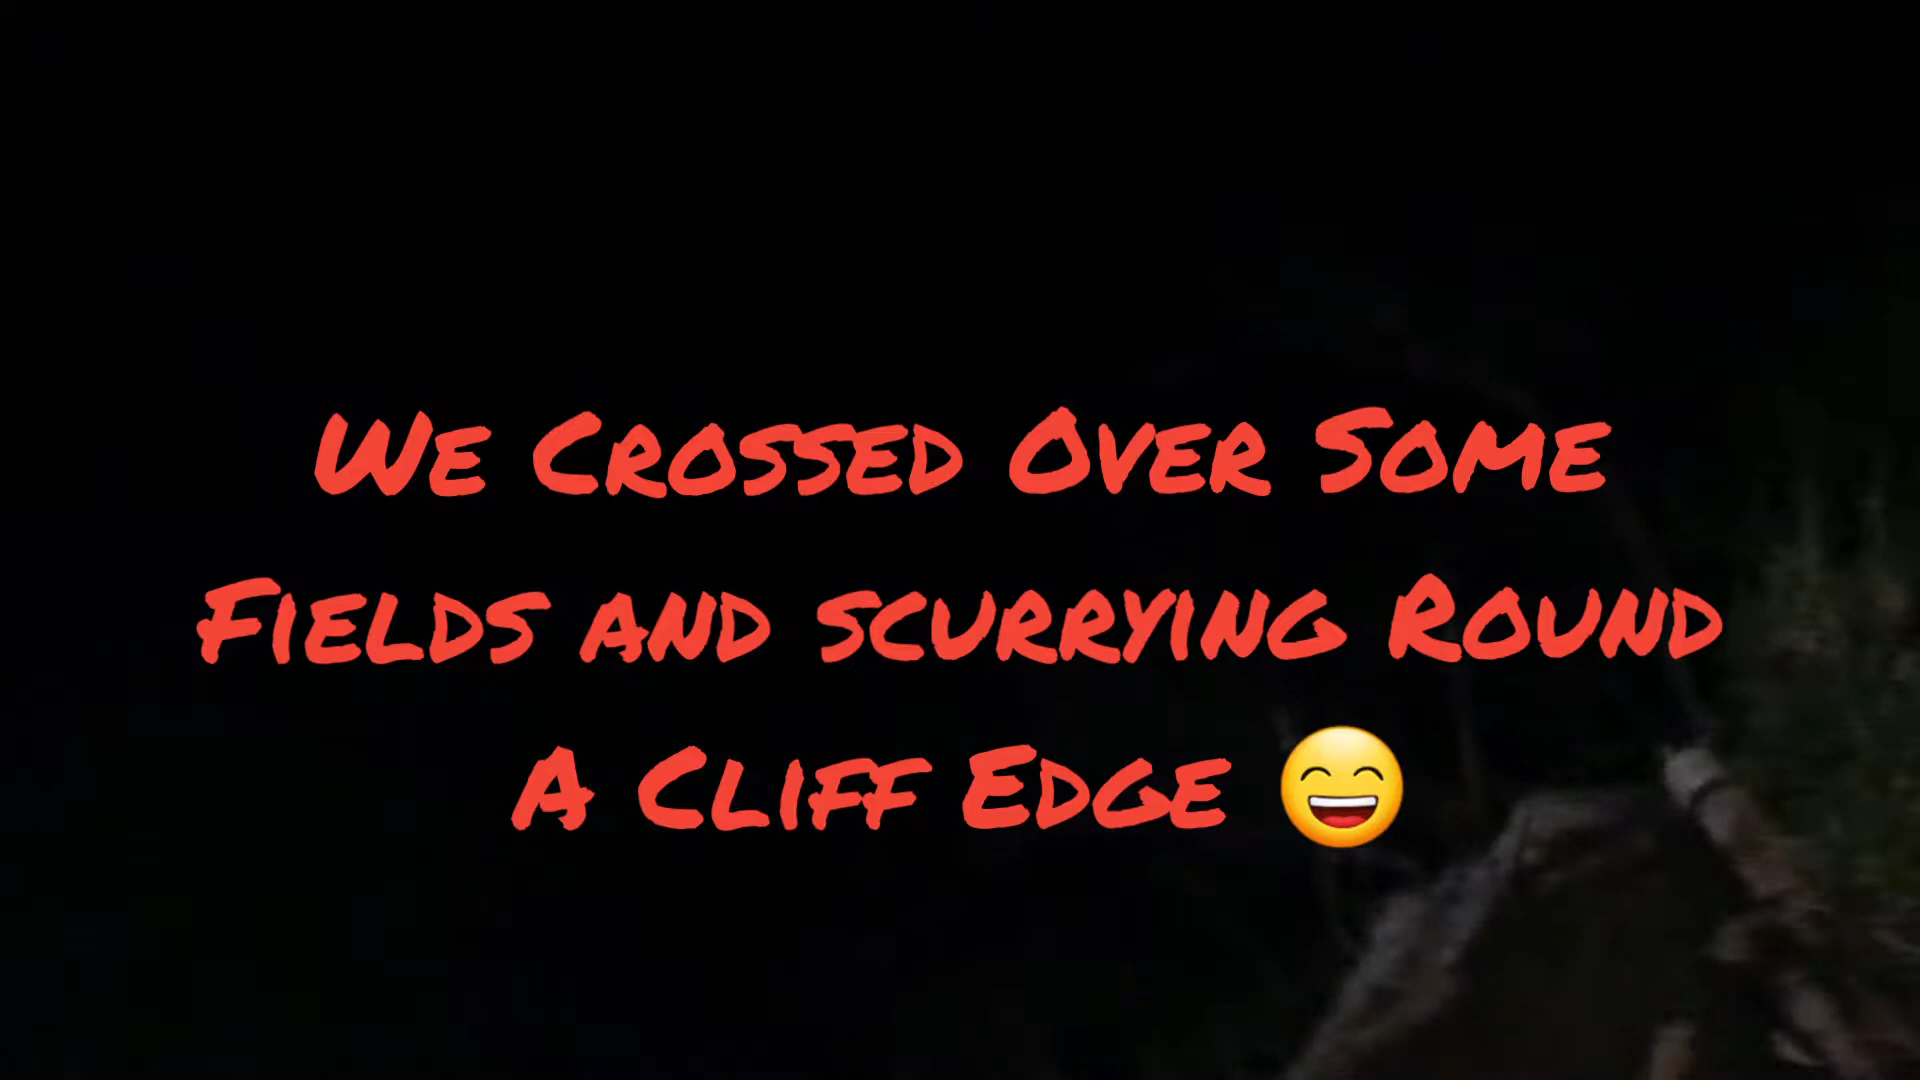 We Crossed Over Some
Fields and scurrying Round
A Cliff Edge 😄